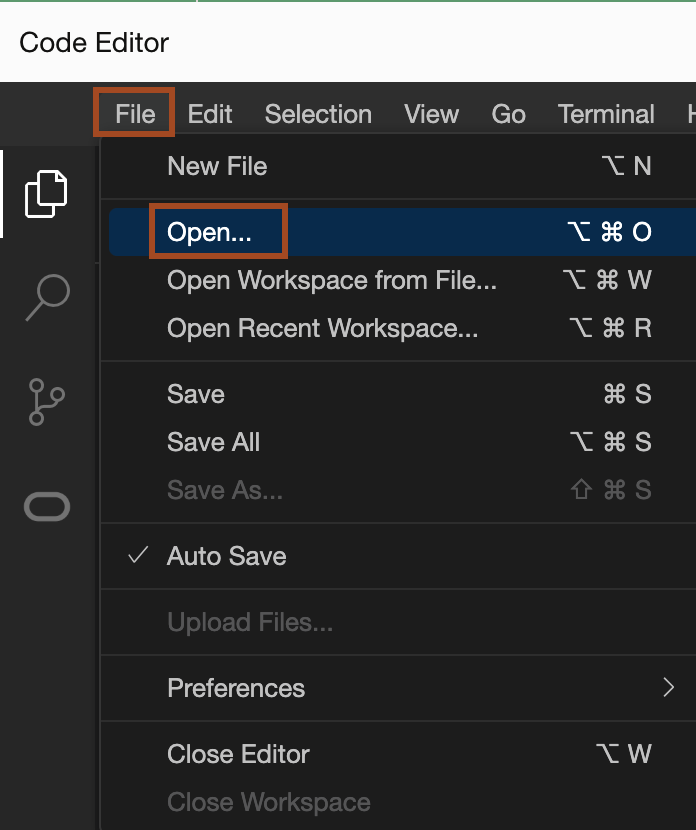 Code Editor
File Edit Selection View Go Terminal
New File ⌥ N
Open... ⌥ ⌘ O
Open Workspace from File... ⌥ ⌘ W
Open Recent Workspace... ⌥ ⌘ R
Save ⌘ S
Save All ⌥ ⌘ S
Save As... ⇧ ⌘ S
✓ Auto Save
Upload Files...
Preferences >
Close Editor ⌥ W
Close Workspace